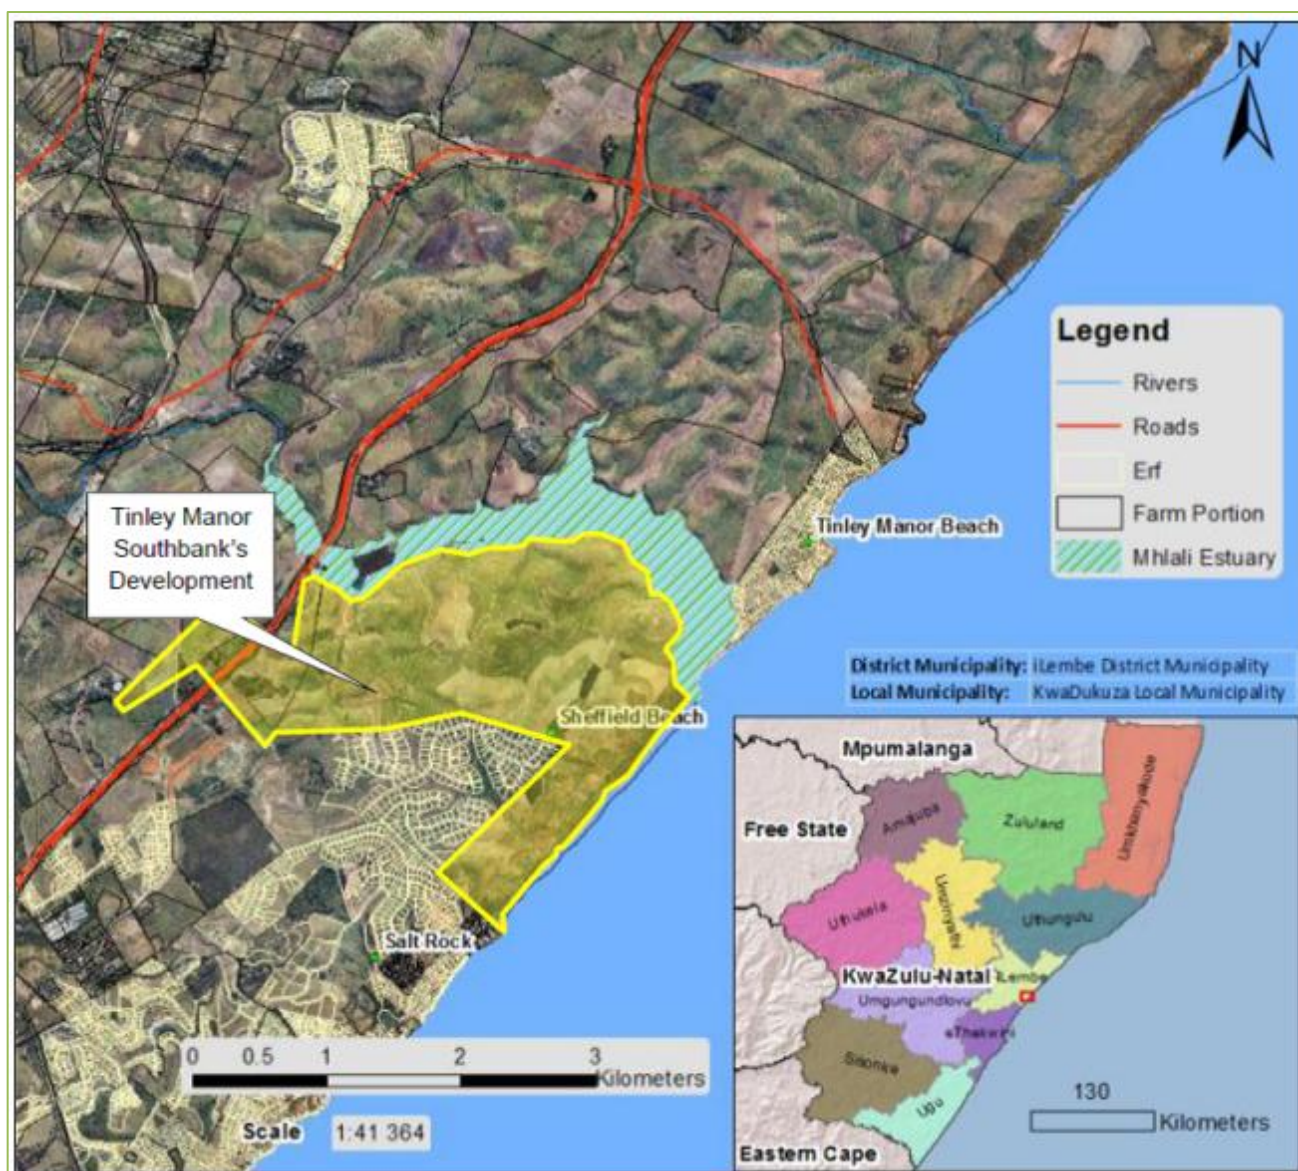 N
Legend
Rivers
Roads
Erf
Farm Portion
Mhlali Estuary
Tinley Manor
Southbank's
Development
Tinley Manor Beach
Sheffield Beach
Salt Rock
District Municipality: iLembe District Municipality
Local Municipality: KwaDukuza Local Municipality
Mpumalanga
Free State
Amajuba
Zululand
Umkhanyakude
Uthukela
Umzinyathi
Uthungulu
KwaZulu-Natal
iLembe
Umgungundlovu
eThekwini
Sisonke
Ugu
Eastern Cape
130
Kilometers
0 0.5 1 2 3
Kilometers
Scale 1:41 364